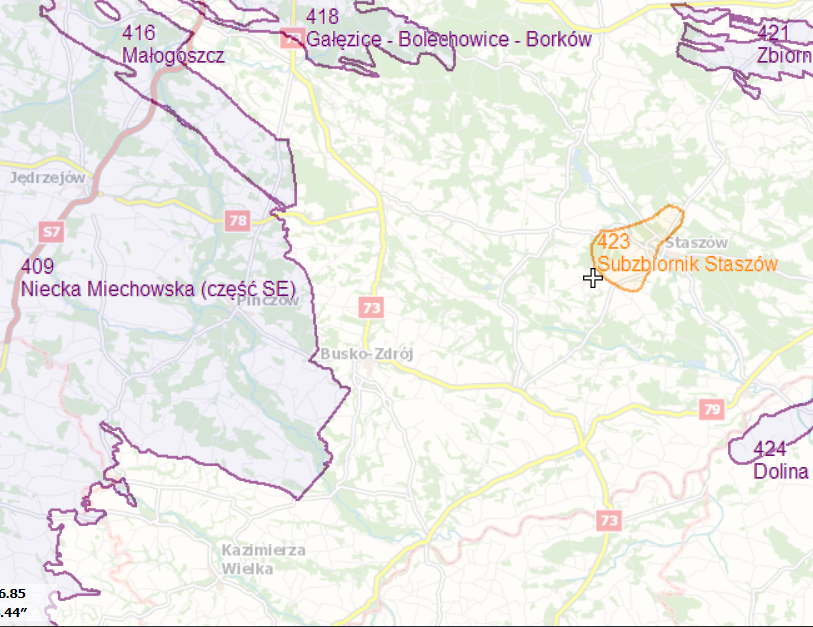 418
Gałęzice - Bolechowice - Borków
416
Małogoszcz
421
Zbiorn
Jędrzejów
S7
78
423
Subzbiornik Staszów
Staszów
409
Niecka Miechowska (część SE)
Pińczów
73
Busko-Zdrój
79
424
Dolina
73
Kazimierza
Wielka
6.85
.44"